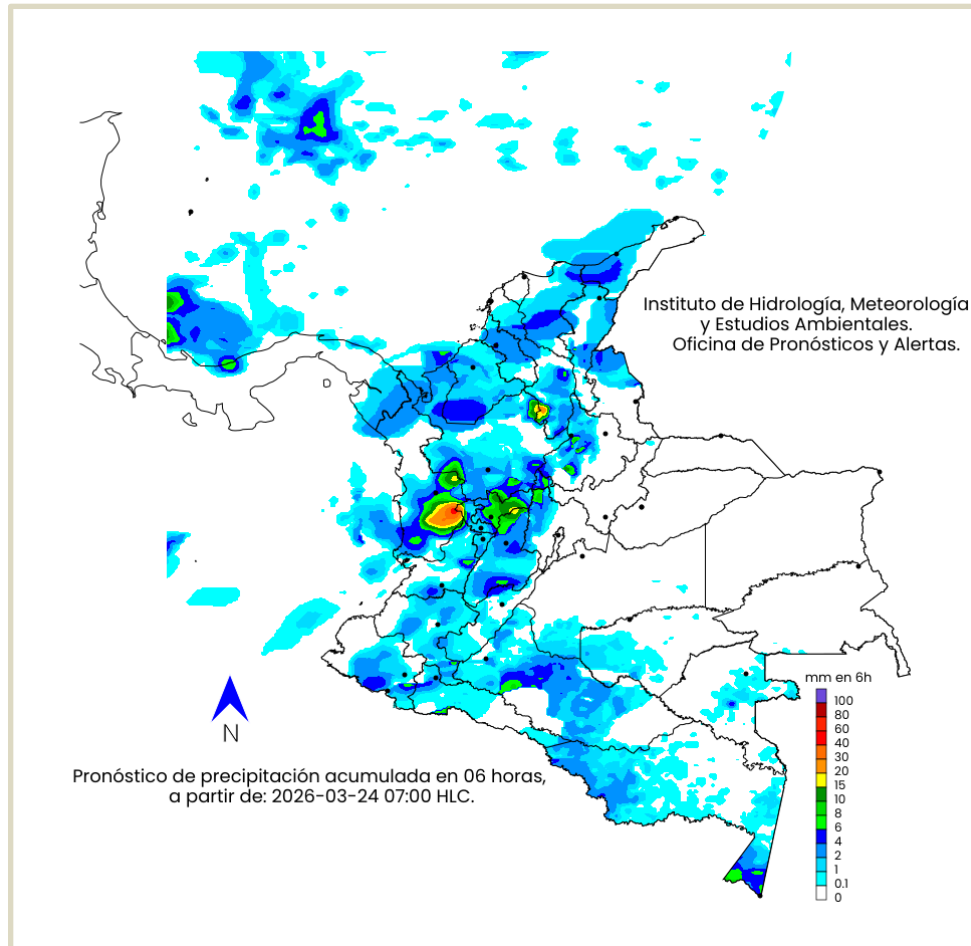 Instituto de Hidrología, Meteorología
y Estudios Ambientales.
Oficina de Pronósticos y Alertas.
mm en 6h
100
80
60
40
30
20
15
10
8
6
4
2
1
0.1
0
N
Pronóstico de precipitación acumulada en 06 horas,
a partir de: 2026-03-24 07:00 HLC.